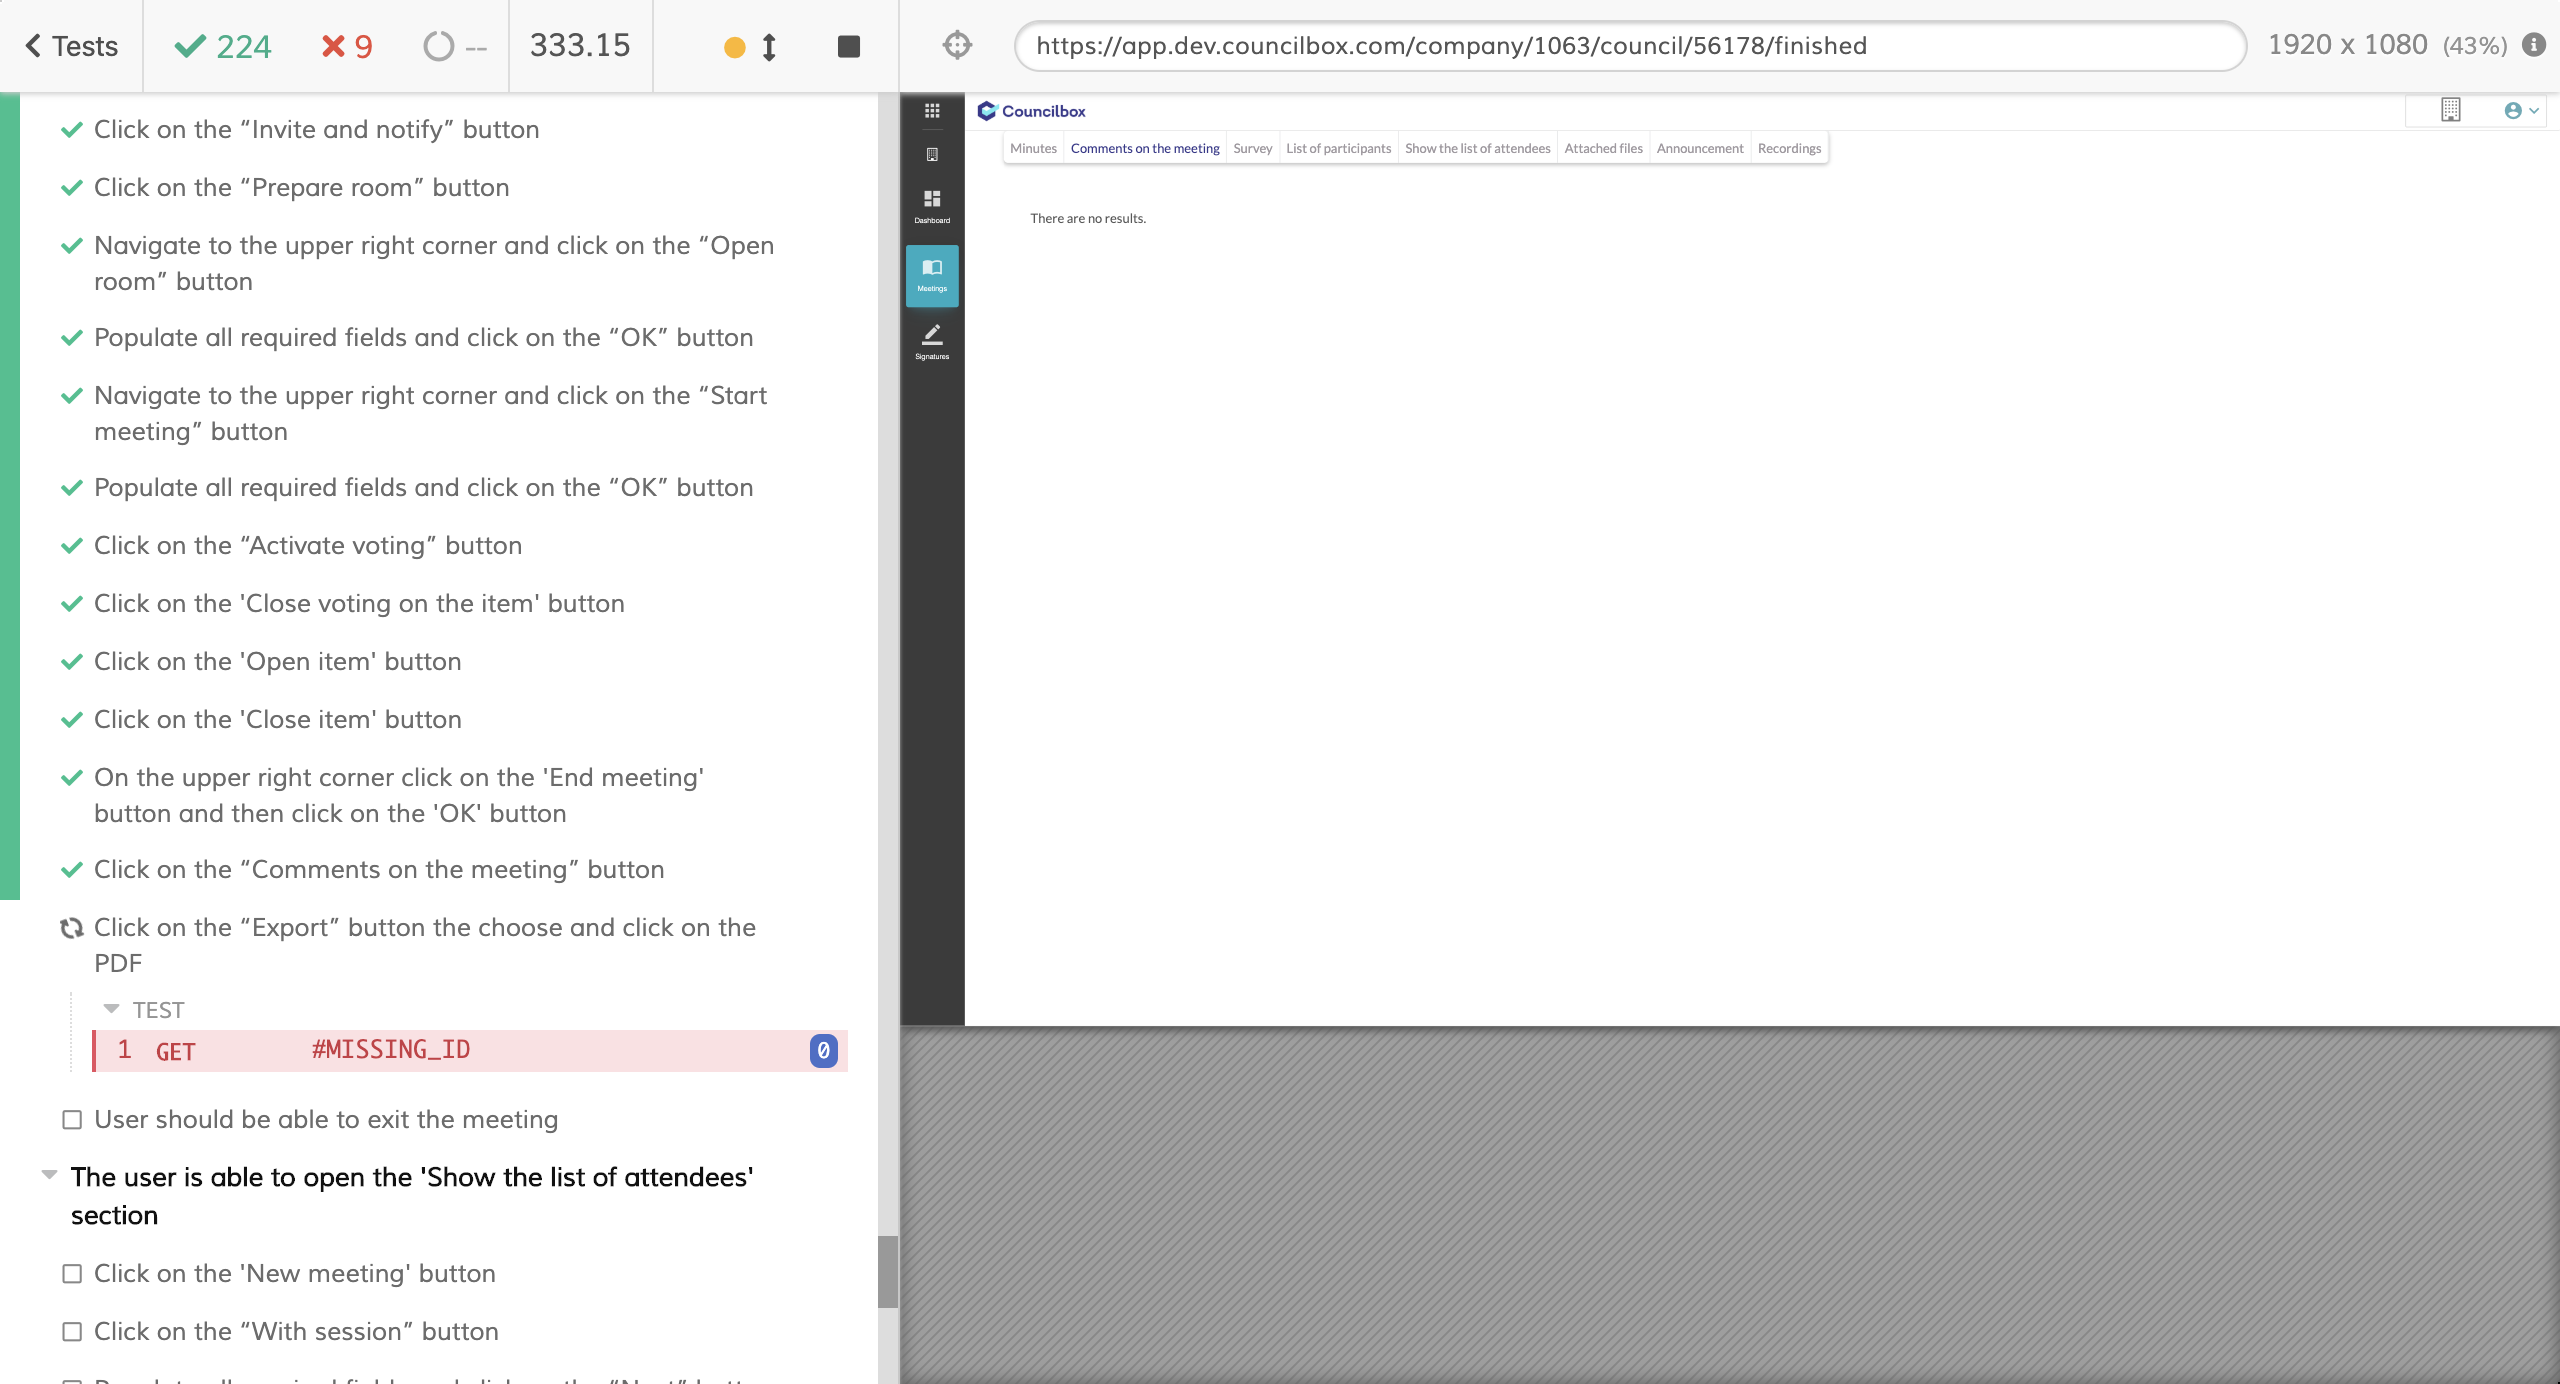 Tests
224
9
--
333.15
https://app.dev.councilbox.com/company/1063/council/56178/finished
1920 x 1080 (43%)
Click on the “Invite and notify” button
Click on the “Prepare room” button
Navigate to the upper right corner and click on the “Open
room” button
Populate all required fields and click on the “OK” button
Navigate to the upper right corner and click on the “Start
meeting” button
Populate all required fields and click on the “OK” button
Click on the “Activate voting” button
Click on the 'Close voting on the item' button
Click on the 'Open item' button
Click on the 'Close item' button
On the upper right corner click on the 'End meeting'
button and then click on the 'OK' button
Click on the “Comments on the meeting” button
Click on the “Export” button the choose and click on the
PDF
TEST
1 GET #MISSING_ID 0
User should be able to exit the meeting
The user is able to open the 'Show the list of attendees'
section
Click on the 'New meeting' button
Click on the “With session” button
Councilbox
Minutes Comments on the meeting Survey List of participants Show the list of attendees Attached files Announcement Recordings
There are no results.
Dashboard
Meetings
Signatures